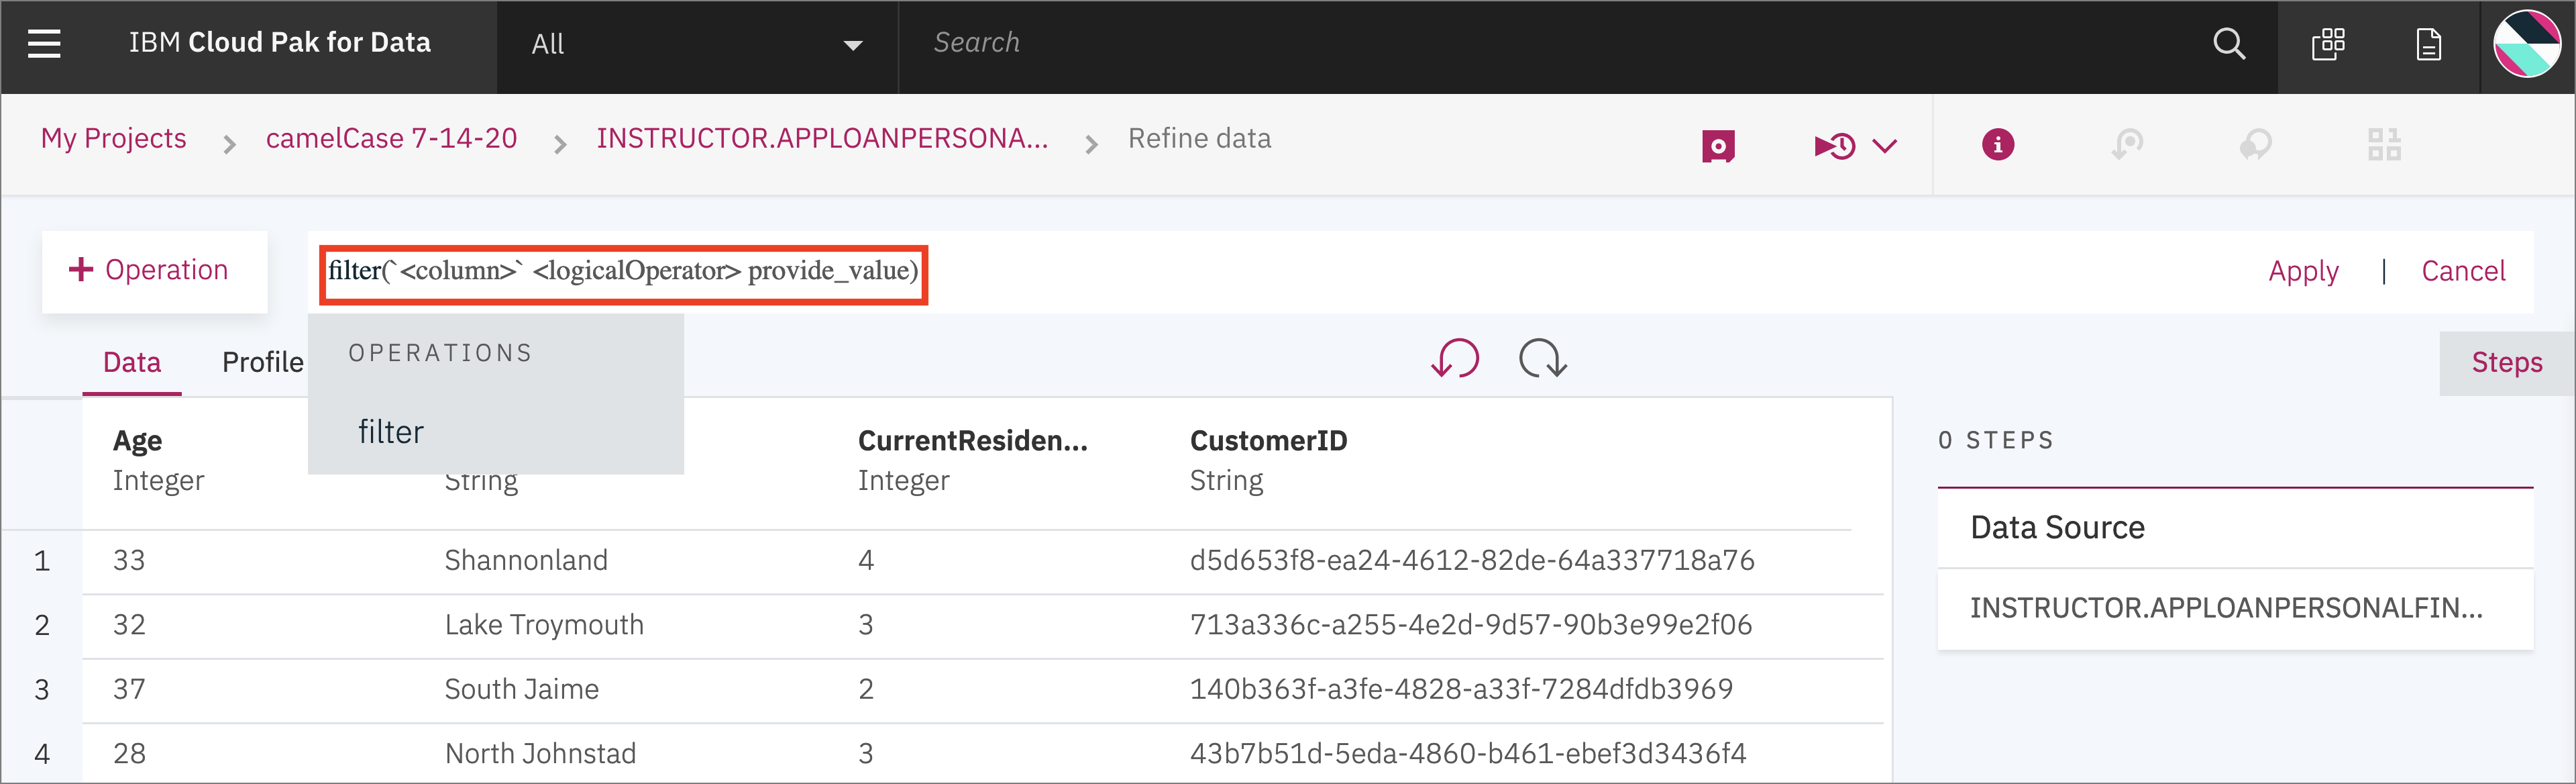 IBM Cloud Pak for Data All Search
My Projects > camelCase 7-14-20 > INSTRUCTOR.APPLOANPERSONA... > Refine data
+ Operation filter(`<column>` <logicalOperator> provide_value) Apply | Cancel
OPERATIONS
Data Profile Steps
filter
Age CurrentResiden... CustomerID
0 STEPS
Integer String Integer String
Data Source
1 33 Shannonland 4 d5d653f8-ea24-4612-82de-64a337718a76
INSTRUCTOR.APPLOANPERSONALFIN...
2 32 Lake Troymouth 3 713a336c-a255-4e2d-9d57-90b3e99e2f06
3 37 South Jaime 2 140b363f-a3fe-4828-a33f-7284dfdb3969
4 28 North Johnstad 3 43b7b51d-5eda-4860-b461-ebef3d3436f4